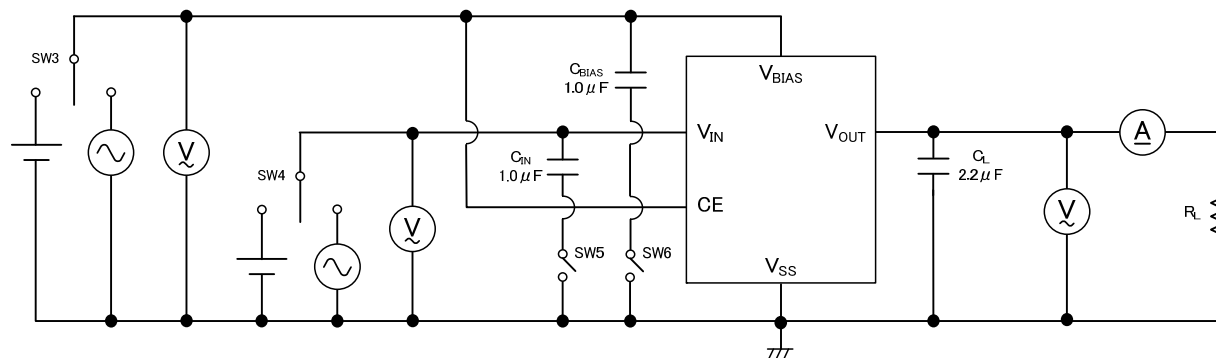 SW3
C_BIAS
1.0μF
V_BIAS
V_IN
V_OUT
A
C_IN
1.0μF
C_L
2.2μF
V
SW4
V
CE
V
R_L
SW5
SW6
V_SS